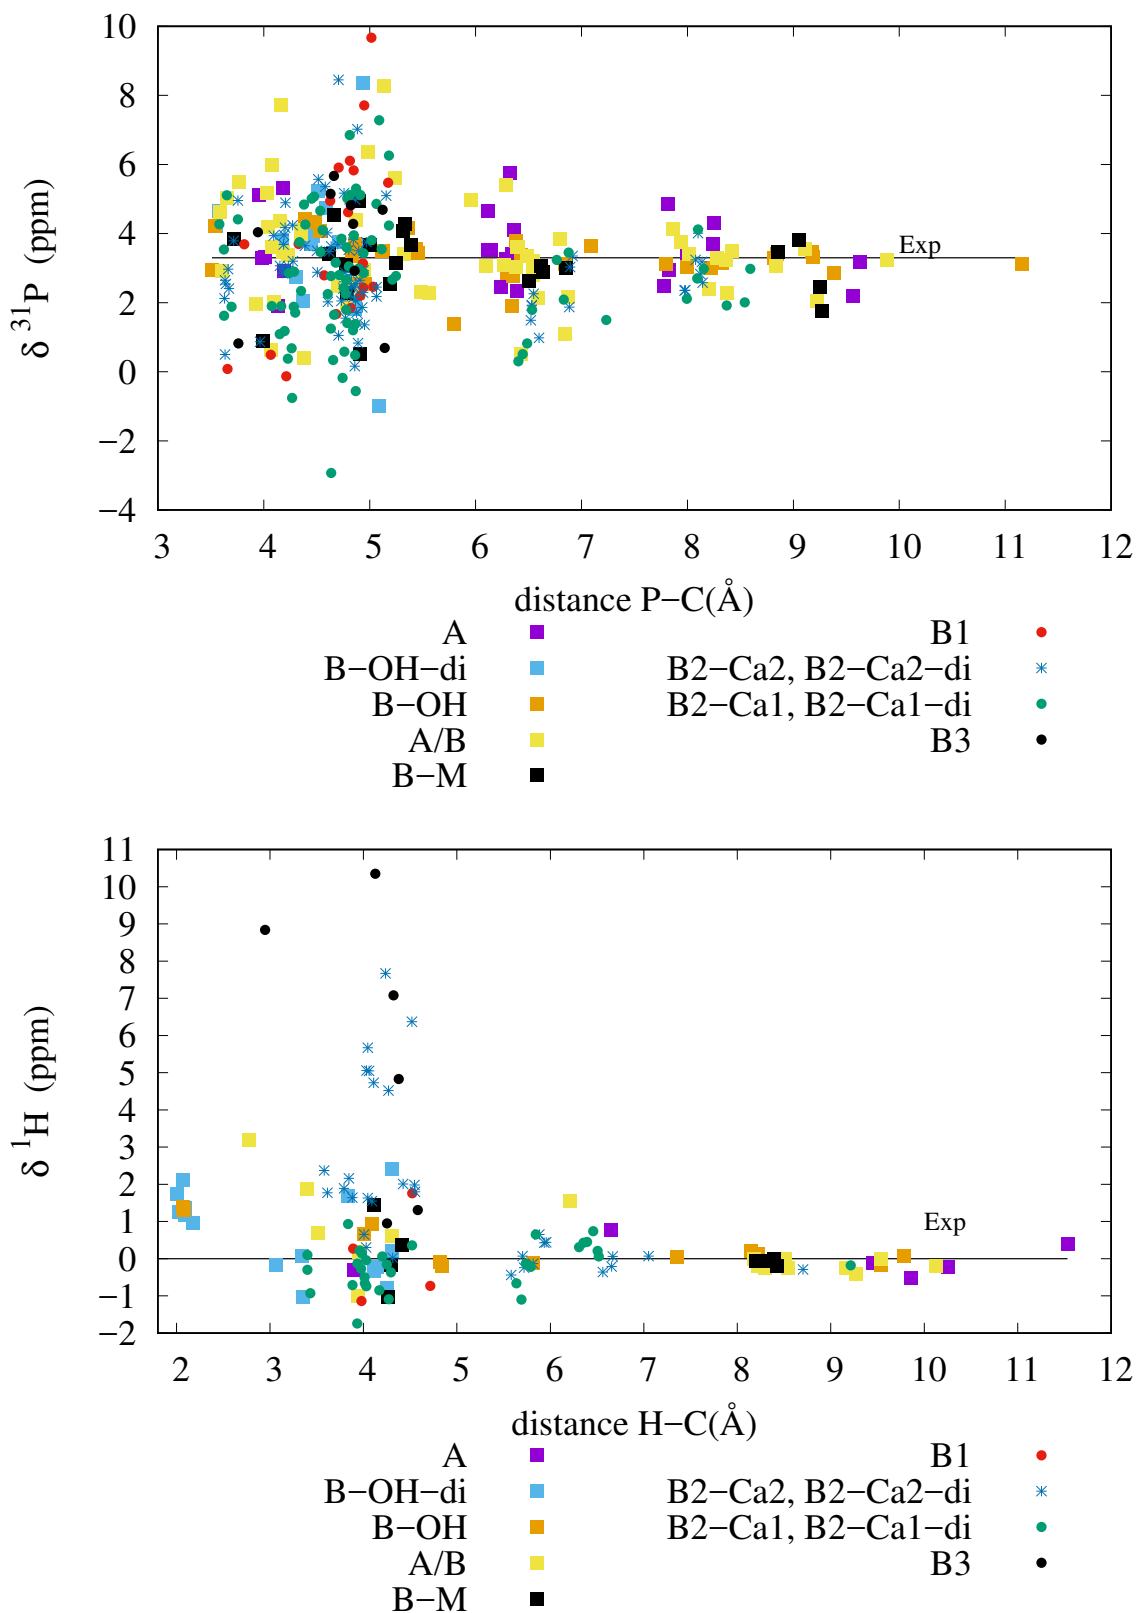 10
8
6
4
2
0
−2
−4
δ ³¹P (ppm)
Exp
3 4 5 6 7 8 9 10 11 12
distance P−C(Å)
A B1
B−OH−di B2−Ca2, B2−Ca2−di
B−OH B2−Ca1, B2−Ca1−di
A/B B3
B−M
11
10
9
8
7
6
5
4
3
2
1
0
−1
−2
δ ¹H (ppm)
Exp
2 3 4 5 6 7 8 9 10 11 12
distance H−C(Å)
A B1
B−OH−di B2−Ca2, B2−Ca2−di
B−OH B2−Ca1, B2−Ca1−di
A/B B3
B−M